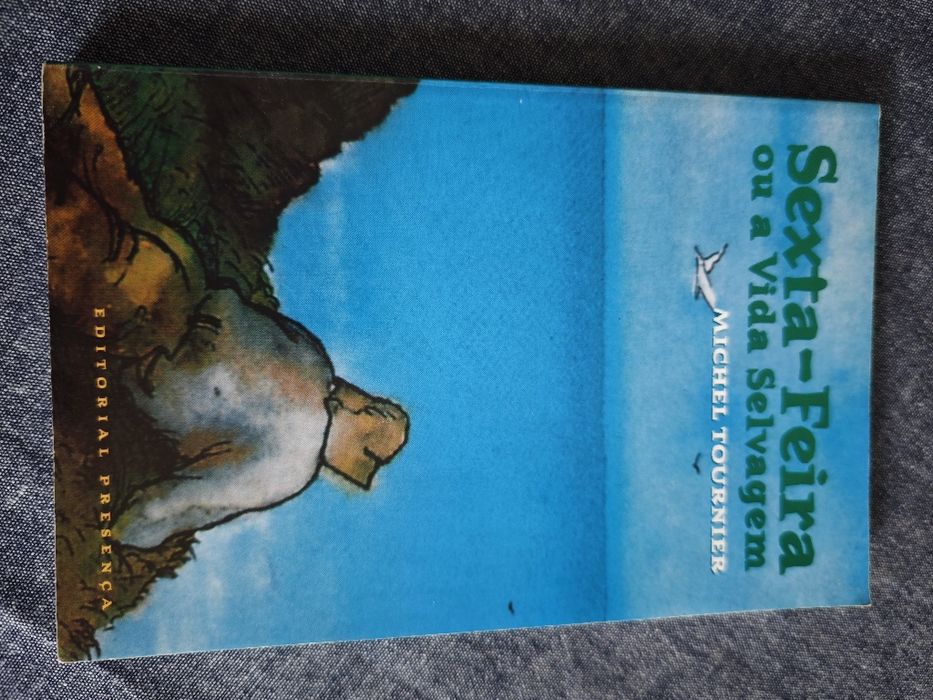 Sexta-Feira
ou a Vida Selvagem
MICHEL TOURNIER
EDITORIAL PRESENÇA